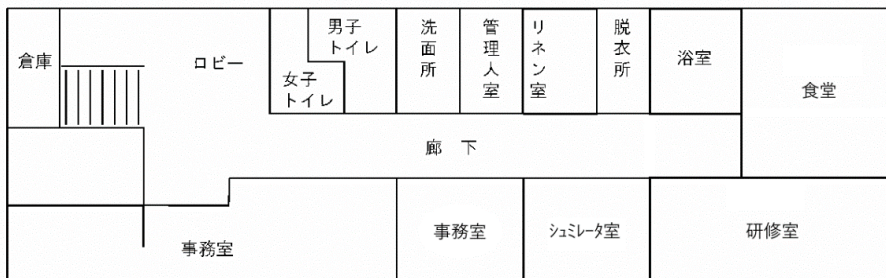 倉庫
ロビー
男子
トイレ
女子
トイレ
洗面所
管理人室
リネン室
脱衣所
浴室
食堂
廊下
事務室
事務室
ｼｭﾐﾚｰﾀ室
研修室